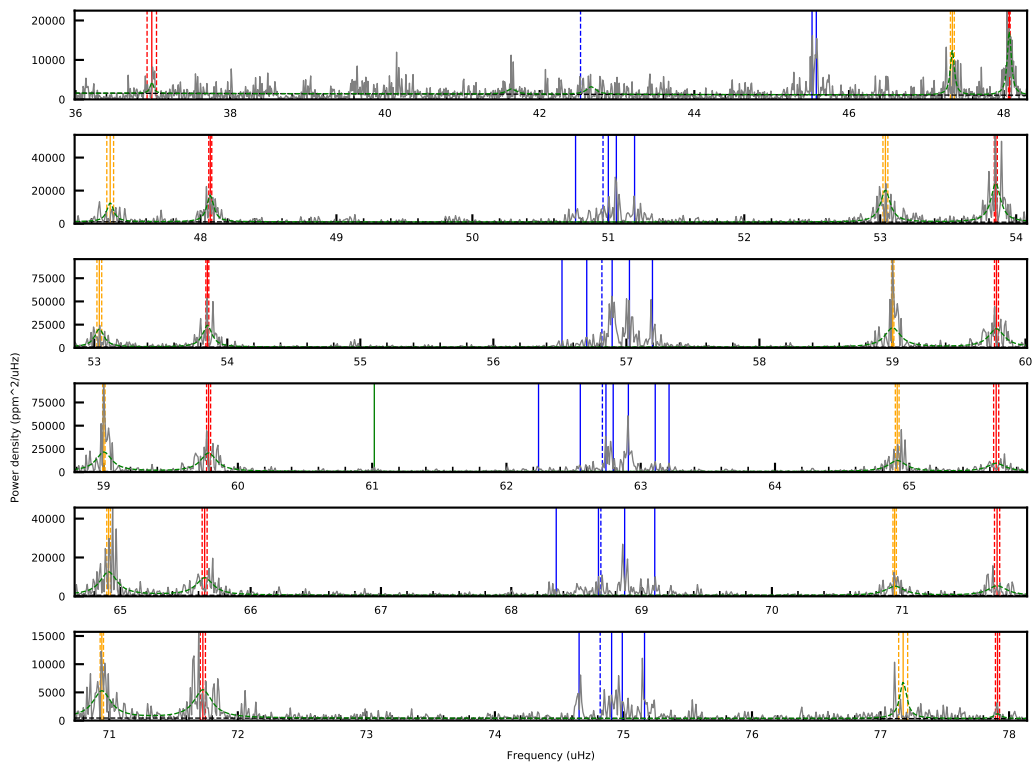 20000
10000
0
36 38 40 42 44 46 48
40000
20000
0
48 49 50 51 52 53 54
75000
50000
25000
0
53 54 55 56 57 58 59 60
Power density (ppm^2/uHz)
75000
50000
25000
0
59 60 61 62 63 64 65
40000
20000
0
65 66 67 68 69 70 71
15000
10000
5000
0
71 72 73 74 75 76 77 78
Frequency (uHz)